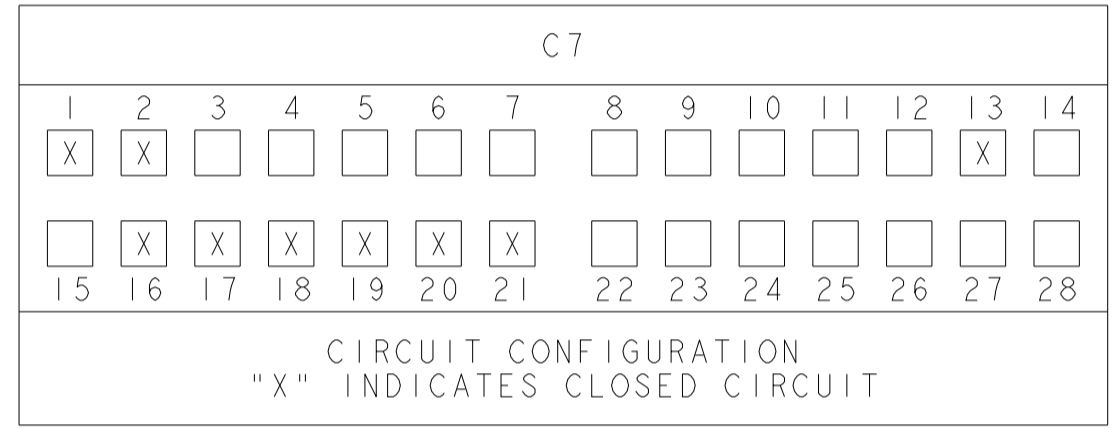 C7
1 2 3 4 5 6 7 8 9 10 11 12 13 14
X X X
X X X X X X
15 16 17 18 19 20 21 22 23 24 25 26 27 28
CIRCUIT CONFIGURATION
"X" INDICATES CLOSED CIRCUIT